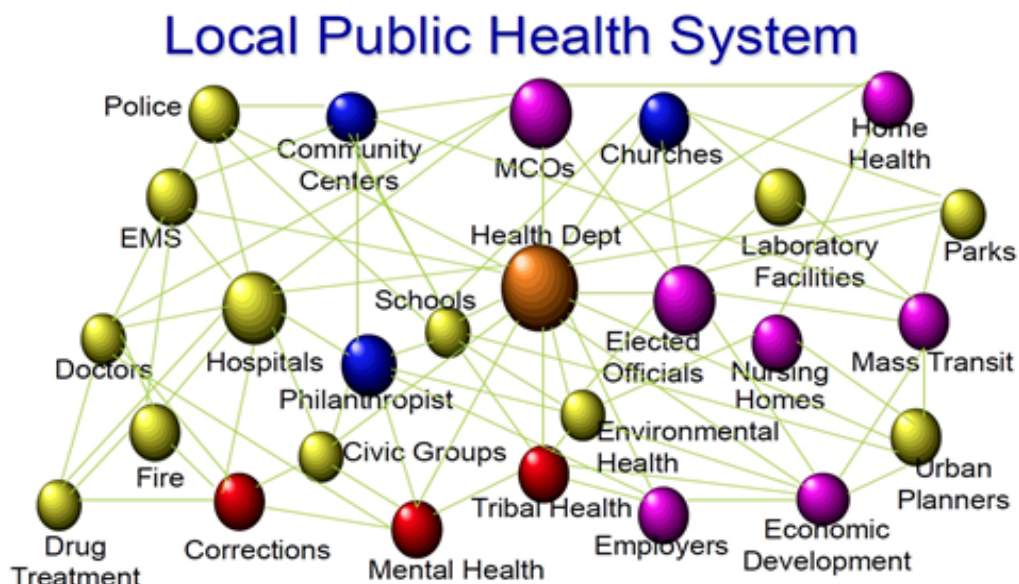 Local Public Health System
Police
Community
Centers
MCOs
Churches
Home
Health
EMS
Health Dept
Laboratory
Facilities
Parks
Schools
Doctors
Hospitals
Elected
Officials
Nursing
Homes
Mass Transit
Philanthropist
Fire
Civic Groups
Environmental
Health
Urban
Planners
Drug
Treatment
Corrections
Mental Health
Tribal Health
Employers
Economic
Development